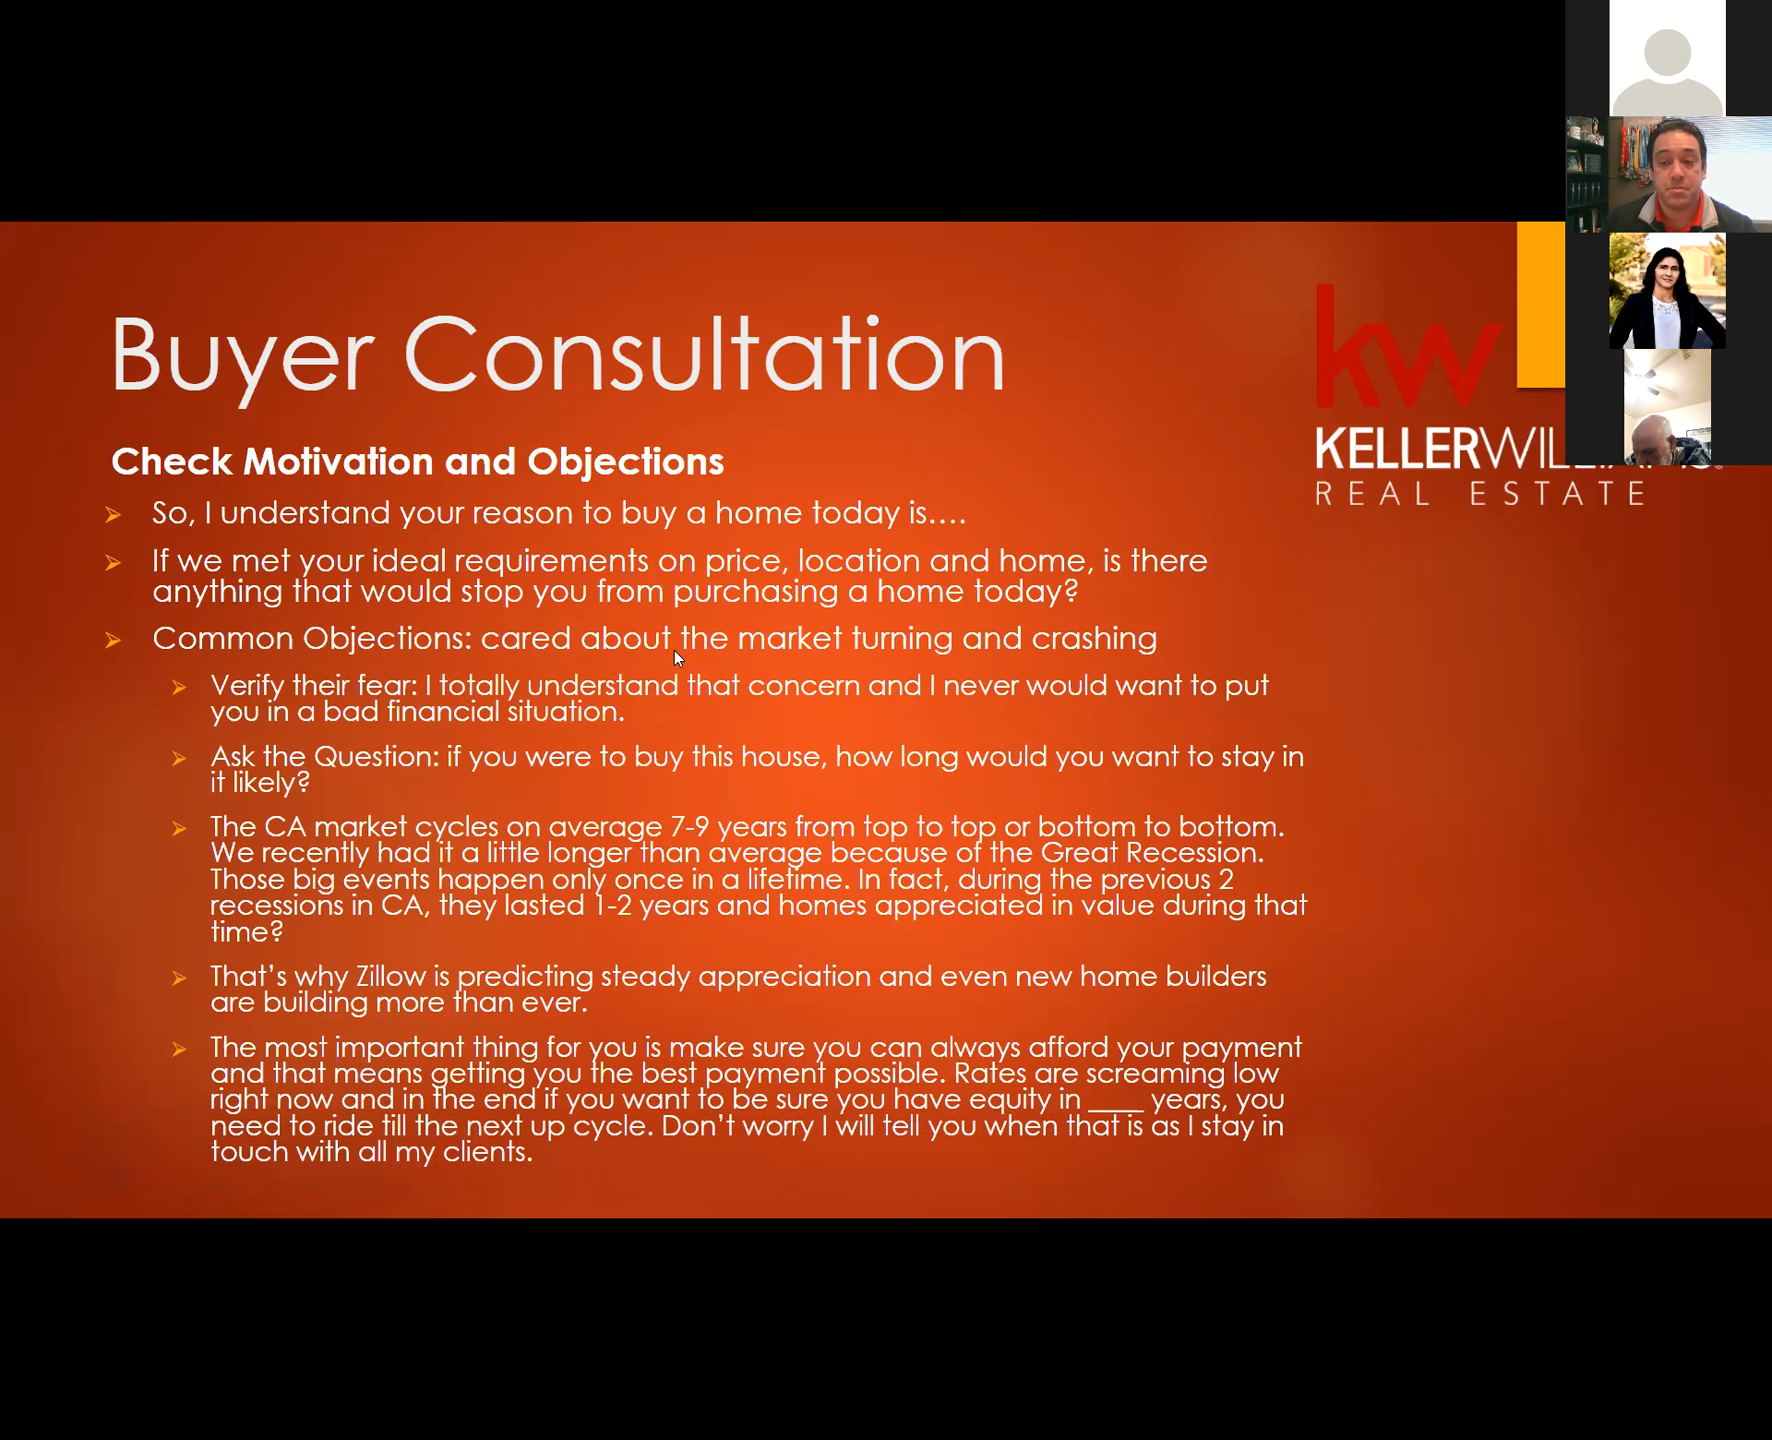 Buyer Consultation
kw
KELLERWIL
REAL ESTATE
Check Motivation and Objections
So, I understand your reason to buy a home today is....
If we met your ideal requirements on price, location and home, is there
anything that would stop you from purchasing a home today?
Common Objections: cared about the market turning and crashing
Verify their fear: I totally understand that concern and I never would want to put
you in a bad financial situation.
Ask the Question: if you were to buy this house, how long would you want to stay in
it likely?
The CA market cycles on average 7-9 years from top to top or bottom to bottom.
We recently had it a little longer than average because of the Great Recession.
Those big events happen only once in a lifetime. In fact, during the previous 2
recessions in CA, they lasted 1-2 years and homes appreciated in value during that
time?
That's why Zillow is predicting steady appreciation and even new home builders
are building more than ever.
The most important thing for you is make sure you can always afford your payment
and that means getting you the best payment possible. Rates are screaming low
right now and in the end if you want to be sure you have equity in ____ years, you
need to ride till the next up cycle. Don't worry I will tell you when that is as I stay in
touch with all my clients.